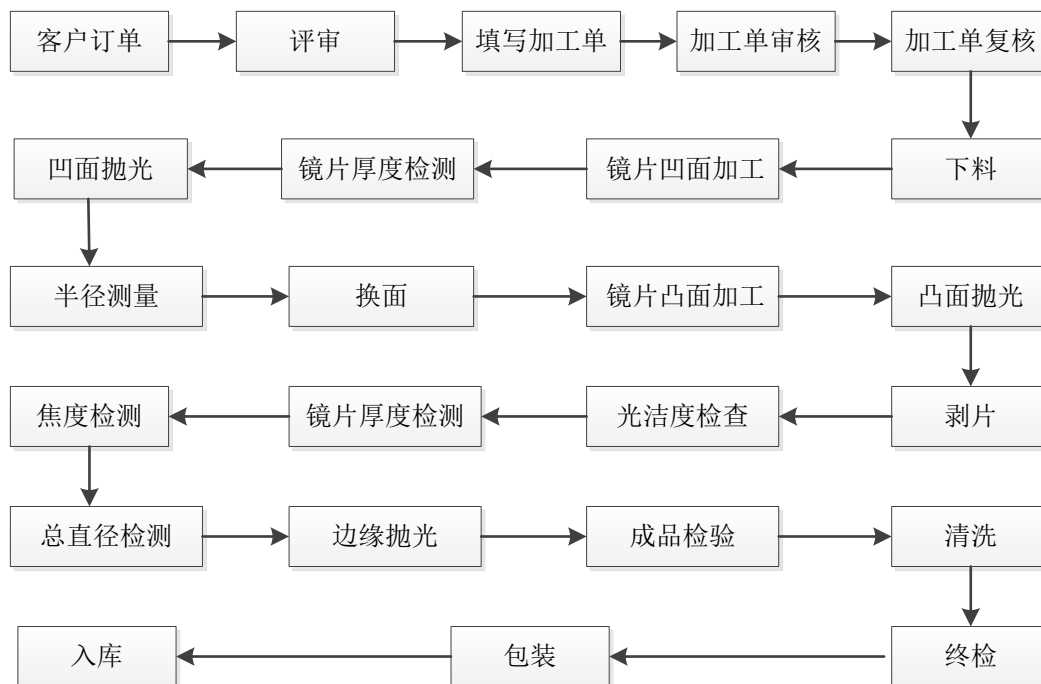 客户订单 评审 填写加工单 加工单审核 加工单复核
凹面抛光 镜片厚度检测 镜片凹面加工 下料
半径测量 换面 镜片凸面加工 凸面抛光
焦度检测 镜片厚度检测 光洁度检查 剥片
总直径检测 边缘抛光 成品检验 清洗
入库 包装 终检